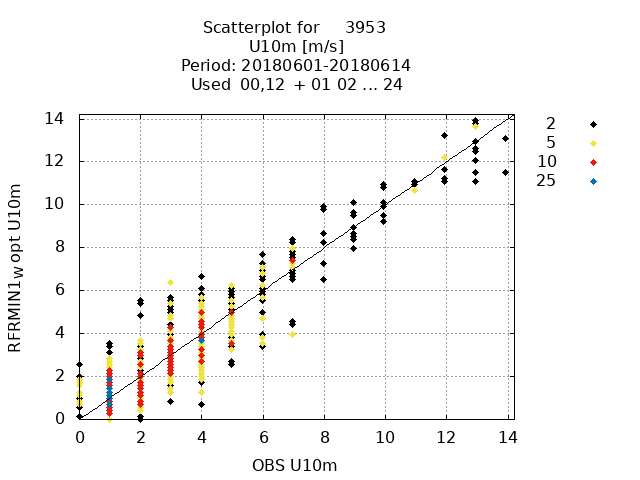 Scatterplot for 3953
U10m [m/s]
Period: 20180601-20180614
Used 00,12 + 01 02 ... 24
14
12
10
8
6
4
2
0
0 2 4 6 8 10 12 14
RFRMIN1_W opt U10m
OBS U10m
2
5
10
25